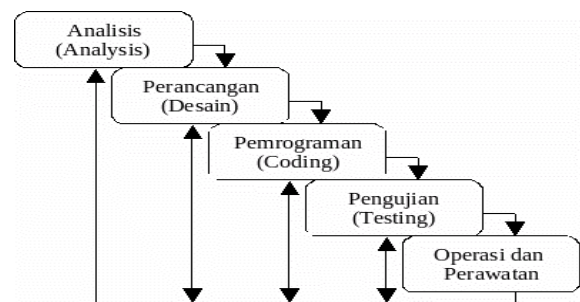 Analisis
(Analysis)
Perancangan
(Desain)
Pemrograman
(Coding)
Pengujian
(Testing)
Operasi dan
Perawatan